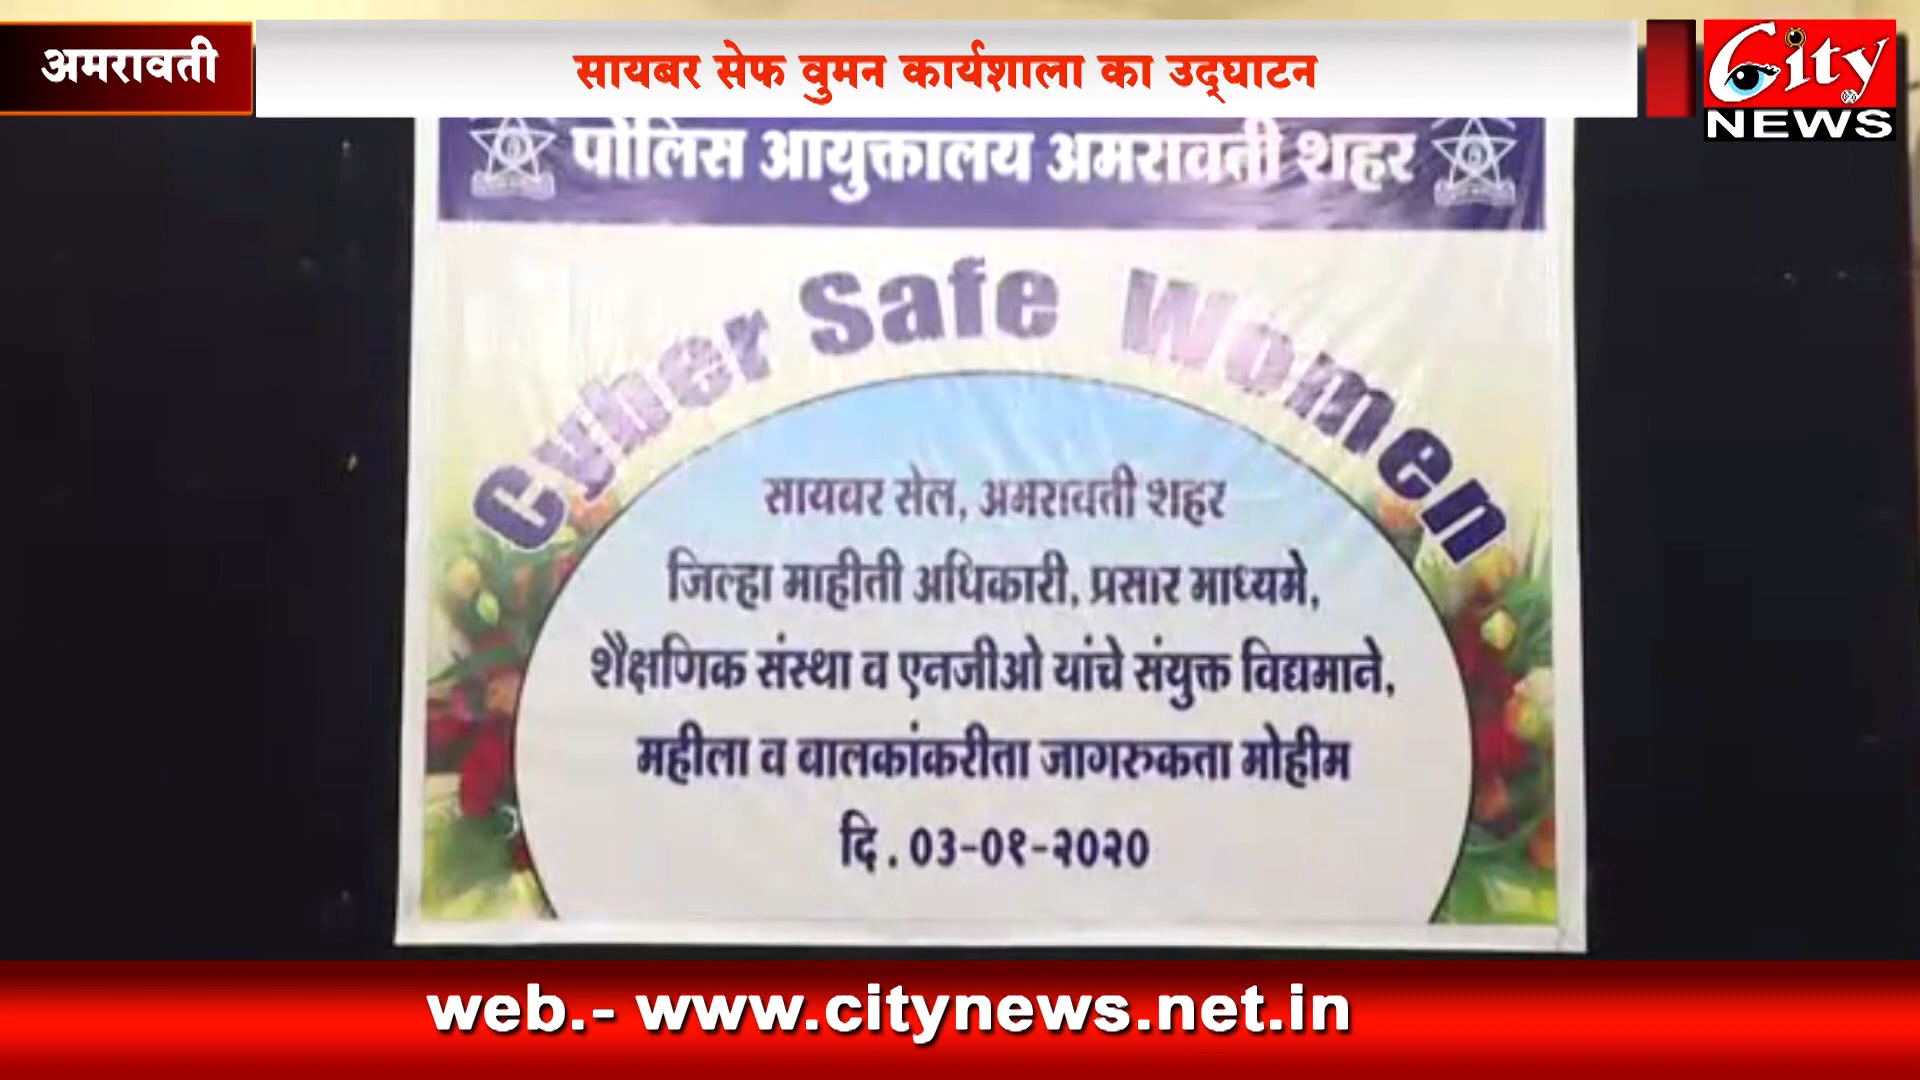 अमरावती
सायबर सेफ वुमन कार्यशाला का उद्घाटन
City
NEWS
पोलिस आयुक्तालय अमरावती शहर
Cyber Safe Women
सायबर सेल, अमरावती शहर
जिल्हा माहीती अधिकारी, प्रसार माध्यमे,
शैक्षणिक संस्था व एनजीओ यांचे संयुक्त विद्यमाने,
महीला व बालकांकरीता जागरुकता मोहीम
दि . 0३-0१-२0२0
web.- www.citynews.net.in